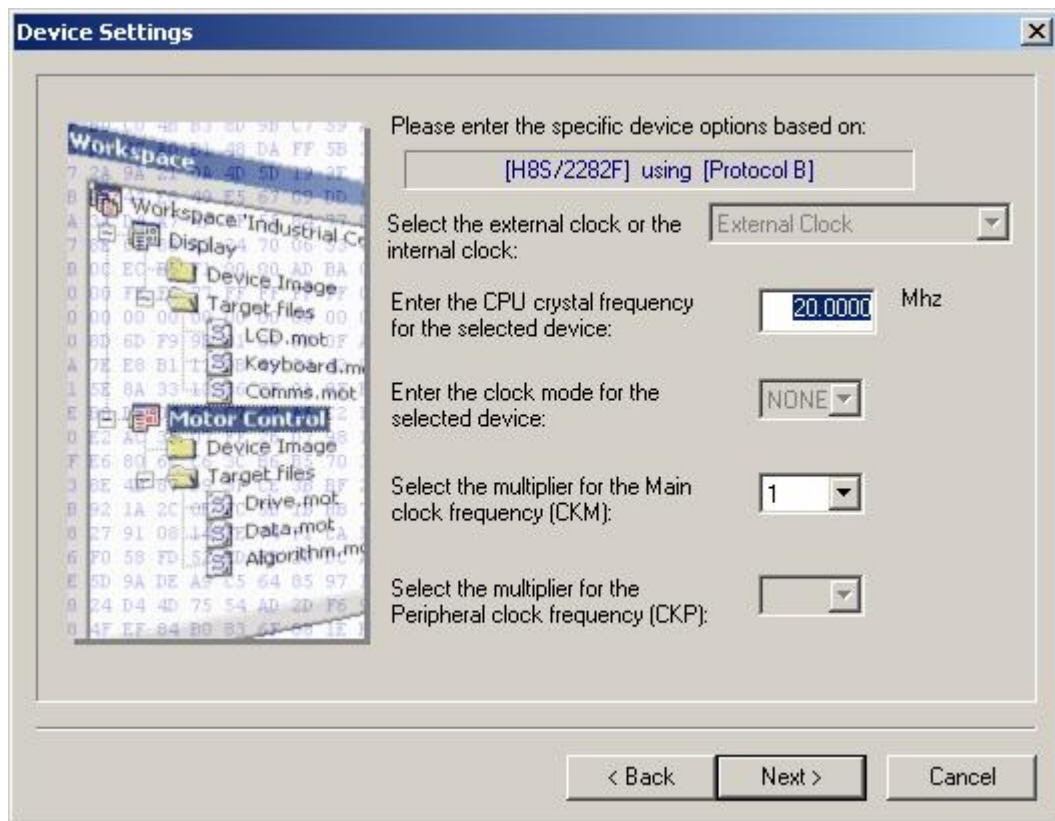 Device Settings
Please enter the specific device options based on:
[H8S/2282F] using [Protocol B]
Select the external clock or the
internal clock:
External Clock
Enter the CPU crystal frequency
for the selected device:
20.0000
Mhz
Enter the clock mode for the
selected device:
NONE
Select the multiplier for the Main
clock frequency (CKM):
1
Select the multiplier for the
Peripheral clock frequency (CKP):
Workspace
Workspace 'Industrial Co
Display
Device Image
Target files
LCD.mot
Keyboard.m
Comms.mot
Motor Control
Device Image
Target files
Drive.mot
Data.mot
Algorithm.mo
< Back
Next >
Cancel